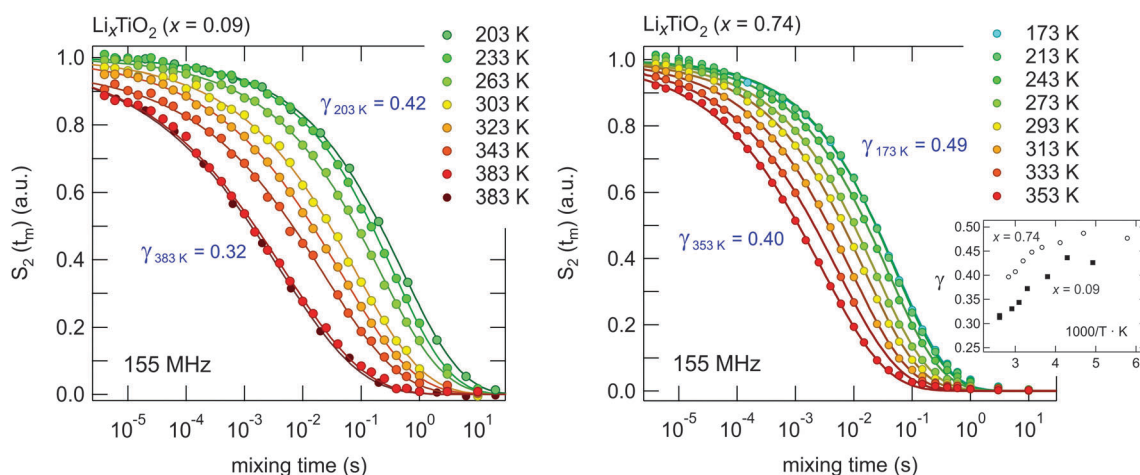 LiₓTiO₂ (x = 0.09)
1.0
0.8
0.6
0.4
0.2
0.0
S₂ (tₘ) (a.u.)
γ₂₀₃ K = 0.42
γ₃₈₃ K = 0.32
155 MHz
10⁻⁵ 10⁻⁴ 10⁻³ 10⁻² 10⁻¹ 10⁰ 10¹
mixing time (s)
203 K
233 K
263 K
303 K
323 K
343 K
383 K
383 K
LiₓTiO₂ (x = 0.74)
1.0
0.8
0.6
0.4
0.2
0.0
S₂ (tₘ) (a.u.)
γ₁₇₃ K = 0.49
γ₃₅₃ K = 0.40
155 MHz
10⁻⁵ 10⁻⁴ 10⁻³ 10⁻² 10⁻¹ 10⁰ 10¹
mixing time (s)
173 K
213 K
243 K
273 K
293 K
313 K
333 K
353 K
0.50
0.45
0.40
0.35
0.30
0.25
γ
x = 0.74
x = 0.09
1000/T · K
3 4 5 6